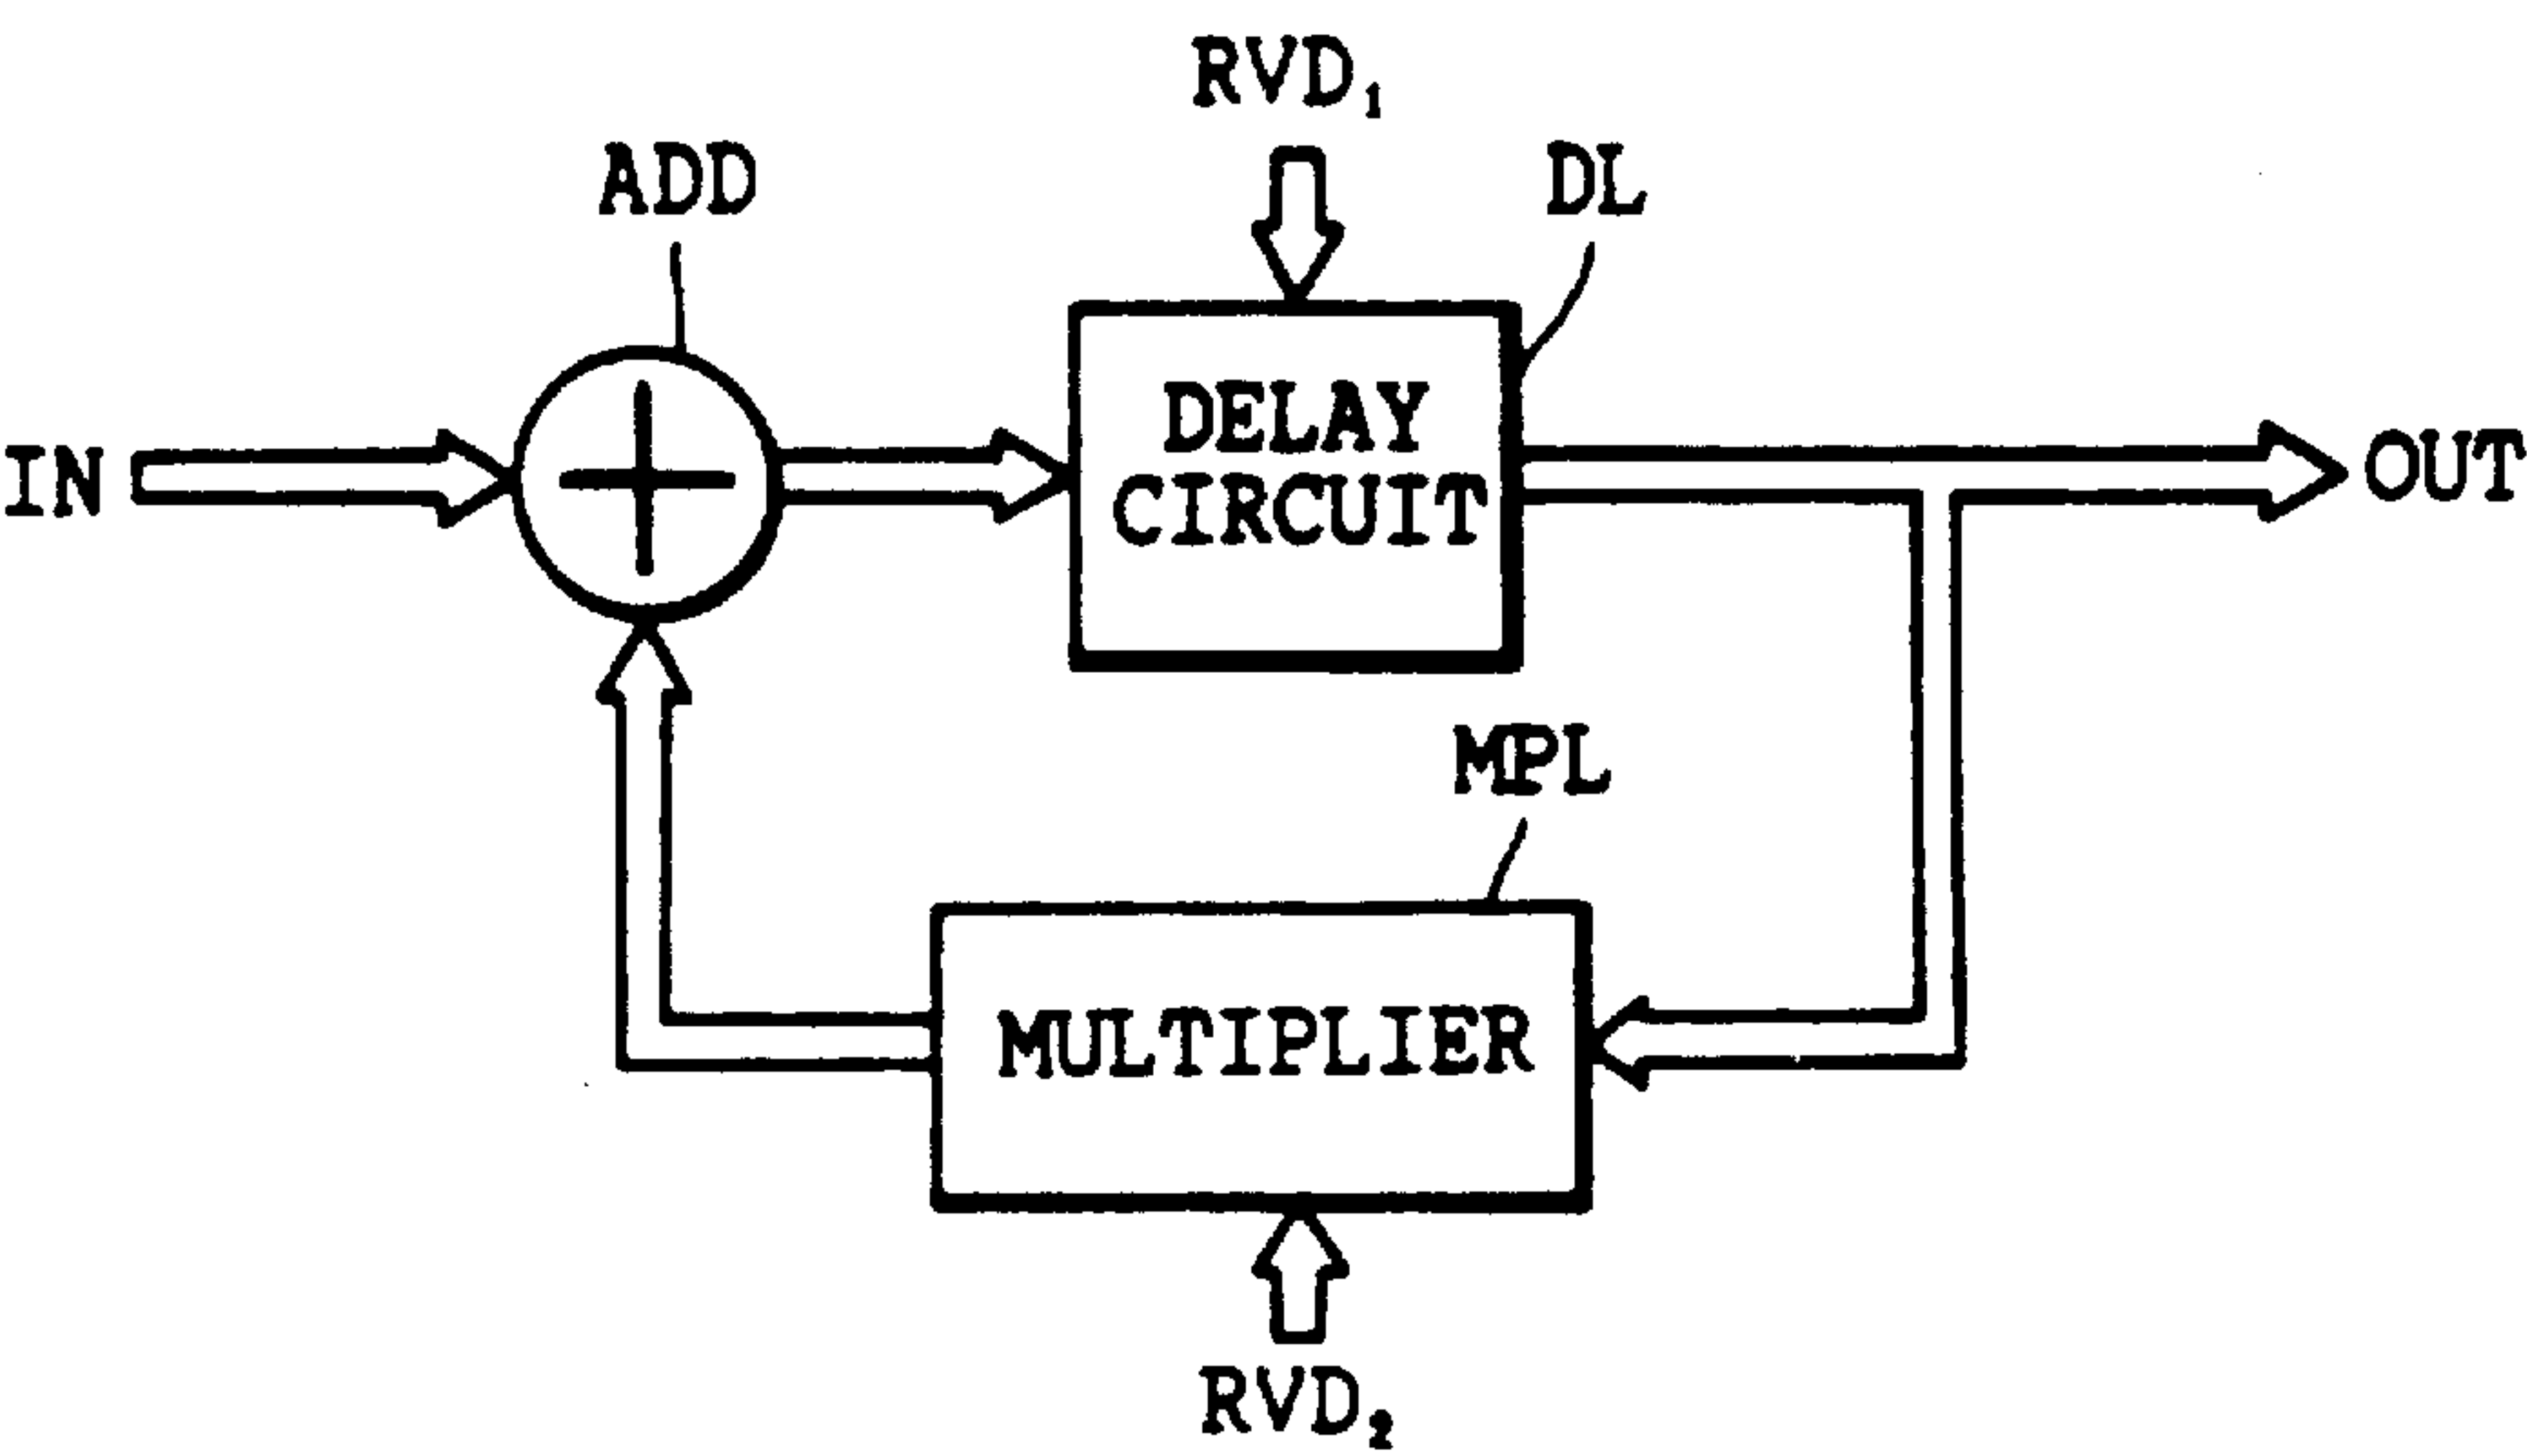 RVD₁
ADD
DL
IN
DELAY
CIRCUIT
OUT
MPL
MULTIPLIER
RVD₂